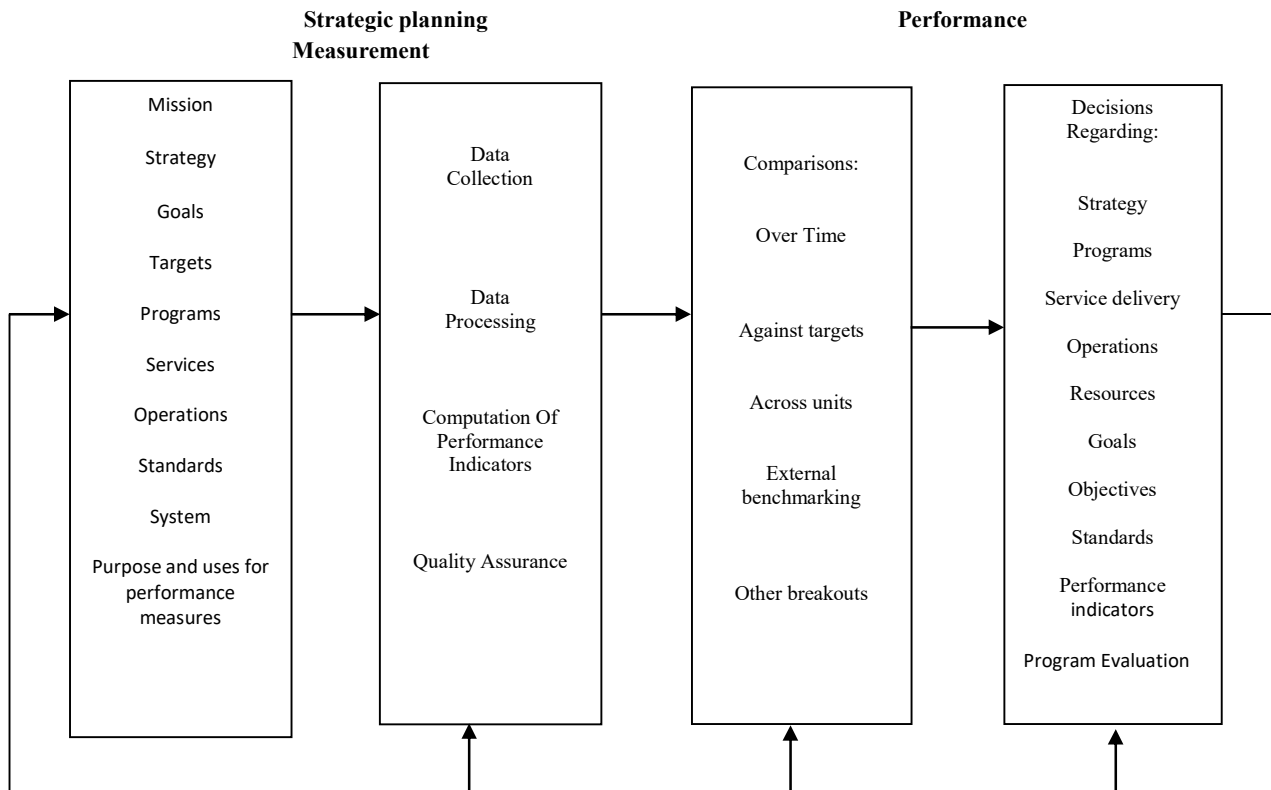 Strategic planning
Performance
Measurement
Mission
Strategy
Goals
Targets
Programs
Services
Operations
Standards
System
Purpose and uses for
performance
measures
Data
Collection
Data
Processing
Computation Of
Performance
Indicators
Quality Assurance
Comparisons:
Over Time
Against targets
Across units
External
benchmarking
Other breakouts
Decisions
Regarding:
Strategy
Programs
Service delivery
Operations
Resources
Goals
Objectives
Standards
Performance
indicators
Program Evaluation